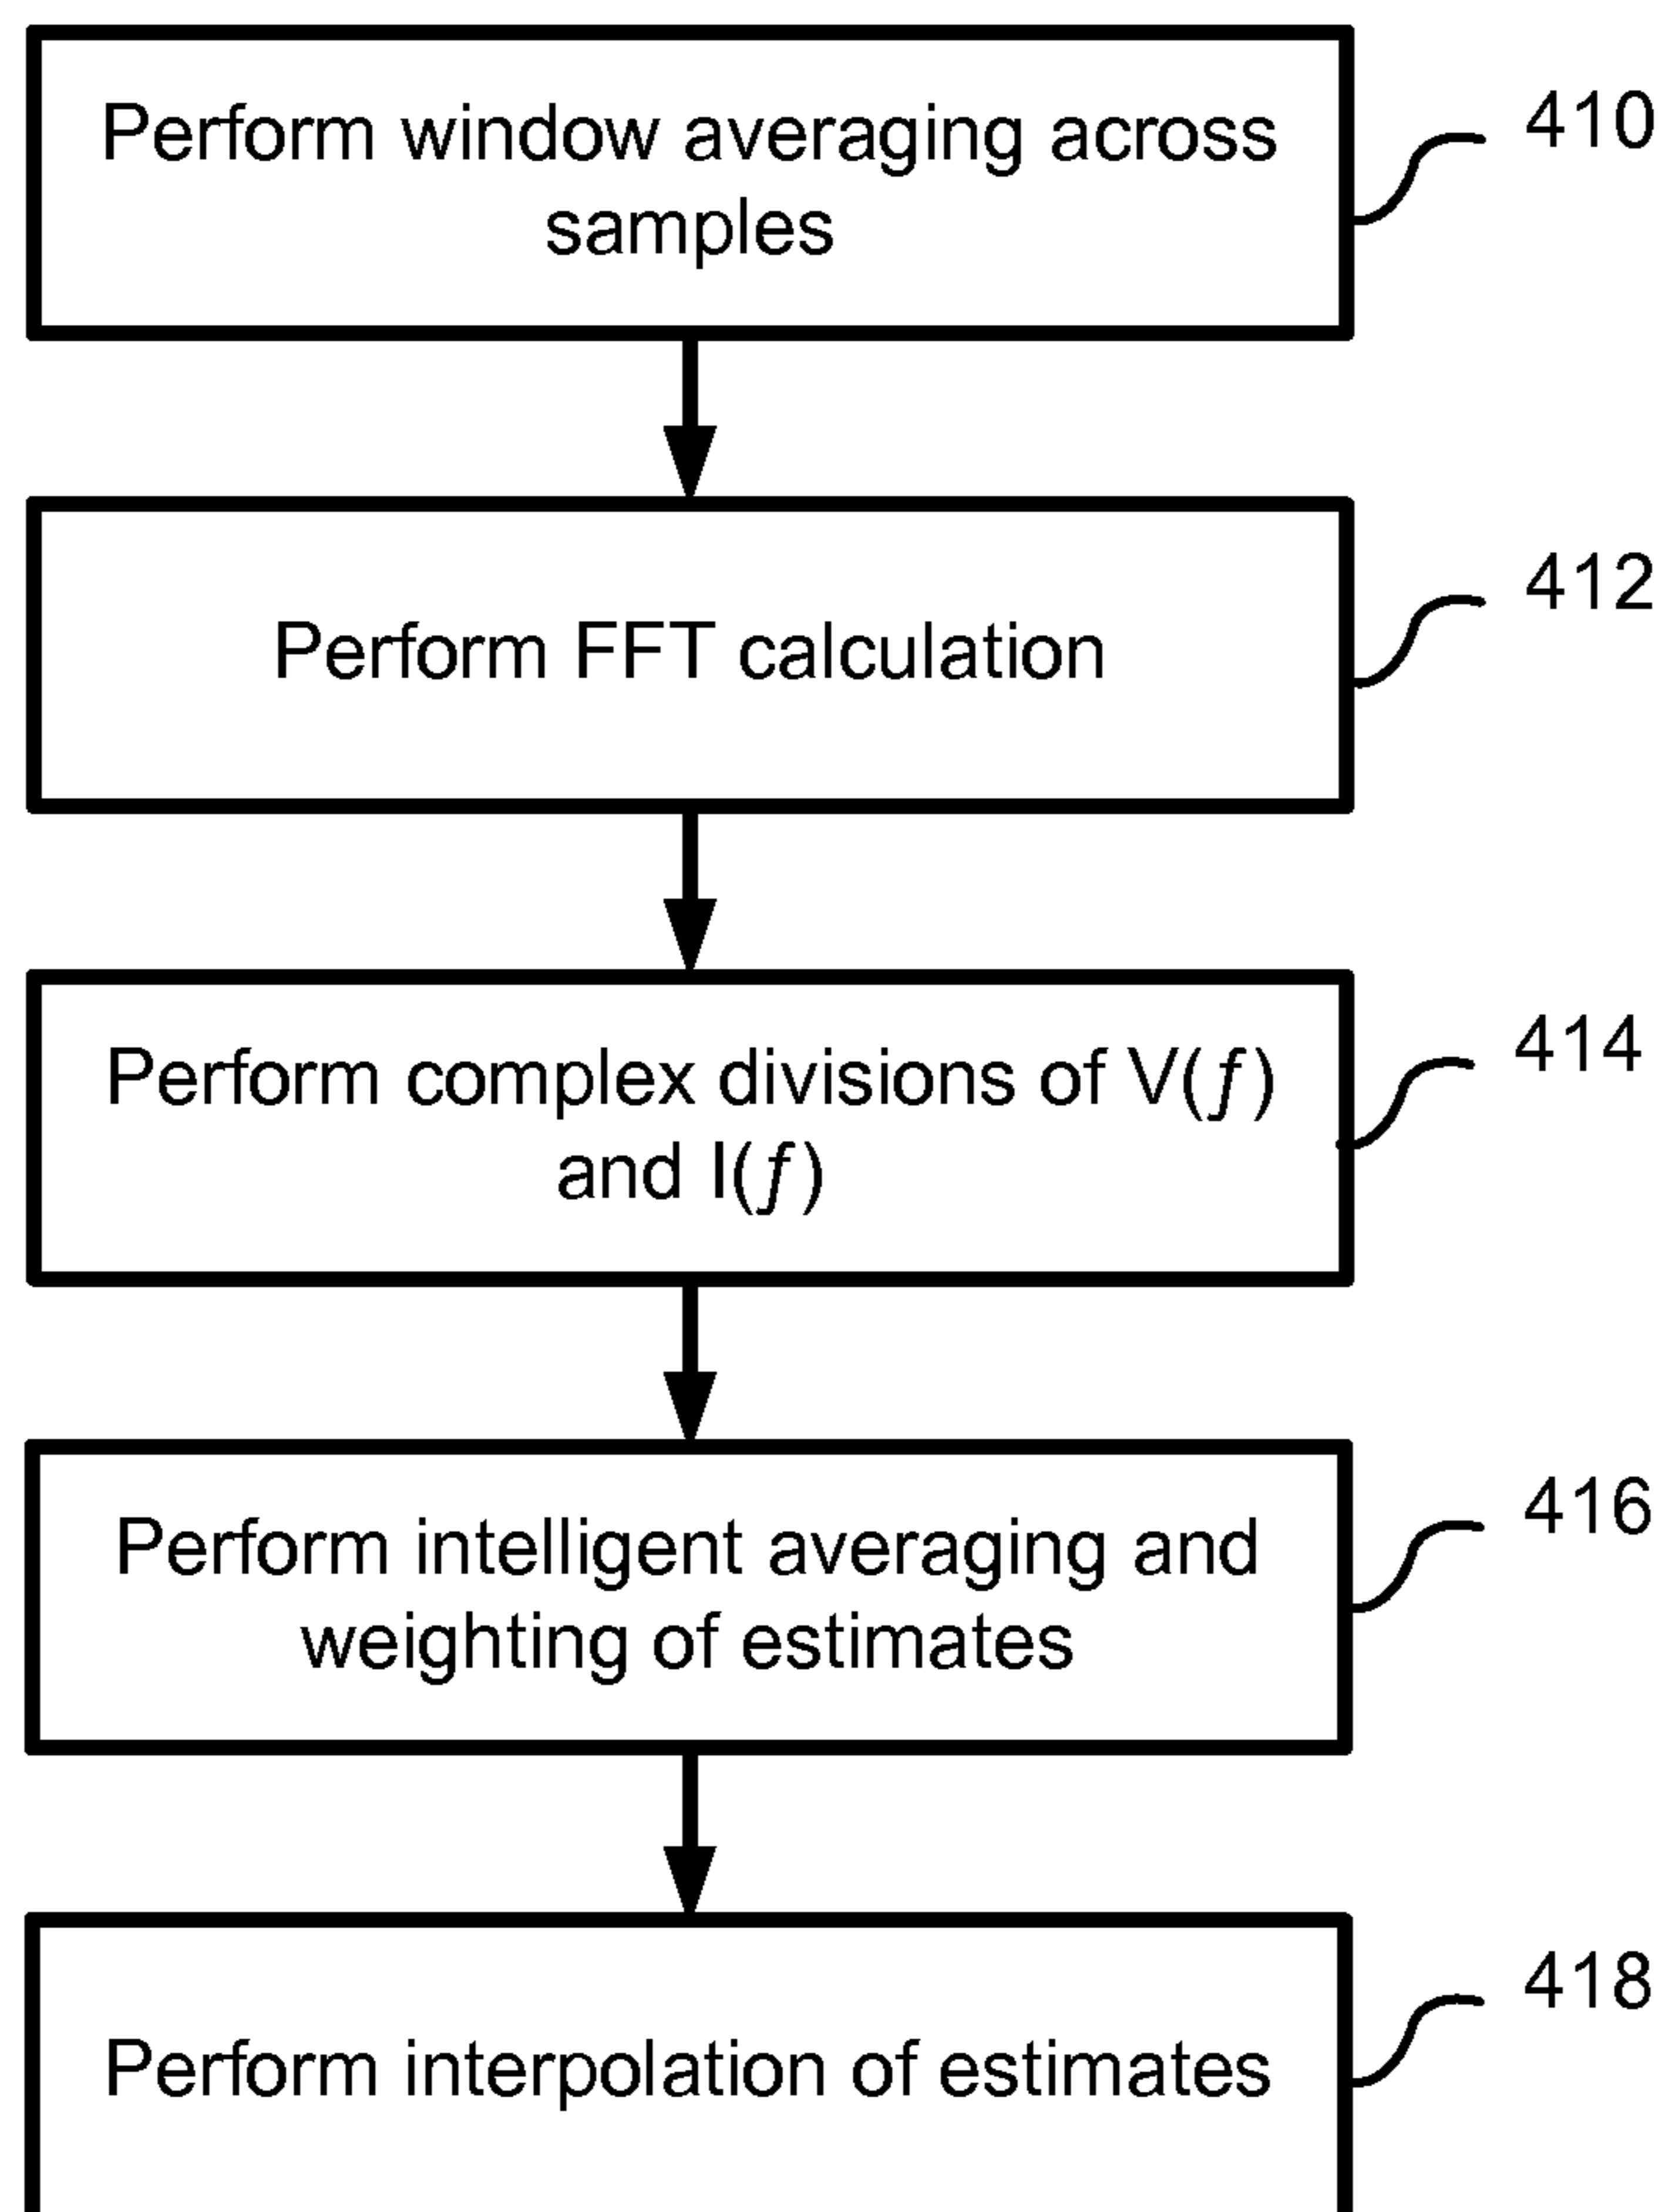 Perform window averaging across
samples
410
Perform FFT calculation
412
Perform complex divisions of V(ƒ)
and I(ƒ)
414
Perform intelligent averaging and
weighting of estimates
416
Perform interpolation of estimates
418